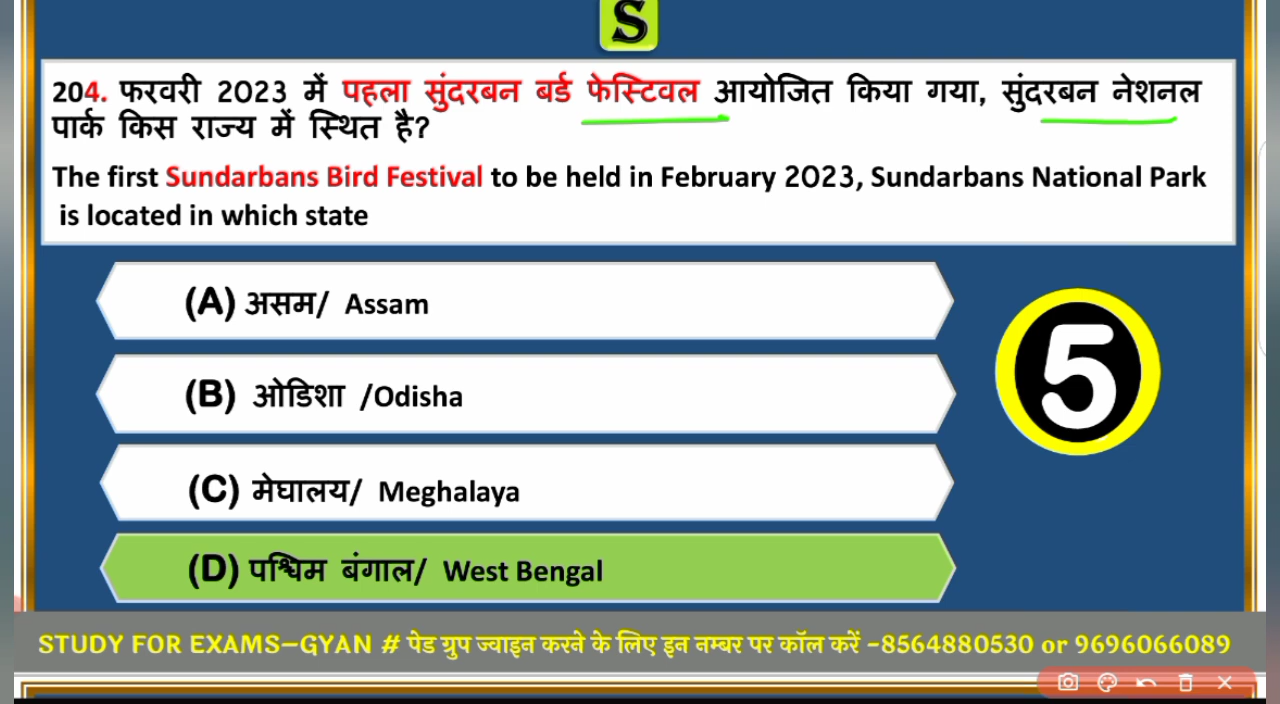 S
204. फरवरी 2023 में पहला सुंदरबन बर्ड फेस्टिवल आयोजित किया गया, सुंदरबन नेशनल
पार्क किस राज्य में स्थित है?
The first Sundarbans Bird Festival to be held in February 2023, Sundarbans National Park
is located in which state
(A) असम/ Assam
(B) ओडिशा /Odisha
5
(C) मेघालय/ Meghalaya
(D) पश्चिम बंगाल/ West Bengal
STUDY FOR EXAMS–GYAN # पेड ग्रुप ज्वाइन करने के लिए इन नम्बर पर कॉल करें -8564880530 or 9696066089